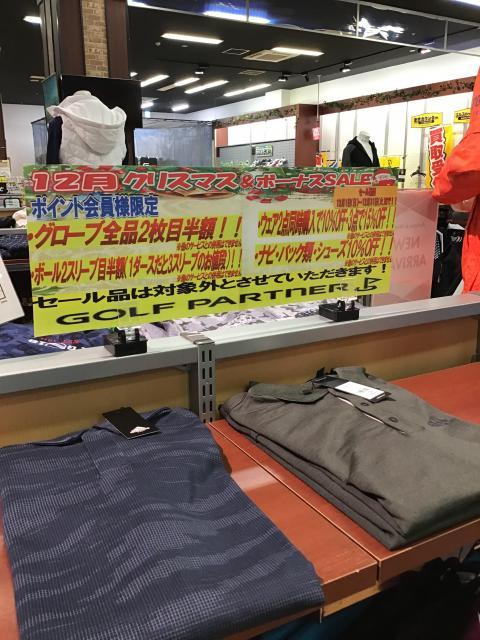 12月クリスマス&ボーナスSALE
ポイント会員様限定
・グローブ全品2枚目半額!!
・ボール2スリーブ目半額(1ダースだと3スリーブのお値段)!!
・ウェア2点同時購入で10%OFF・3点で15%OFF!!
・ナビ・バック類・シューズ10%OFF!!
セール品は対象外とさせていただきます!
GOLF PARTNER
NEW
ARRIVA
買取